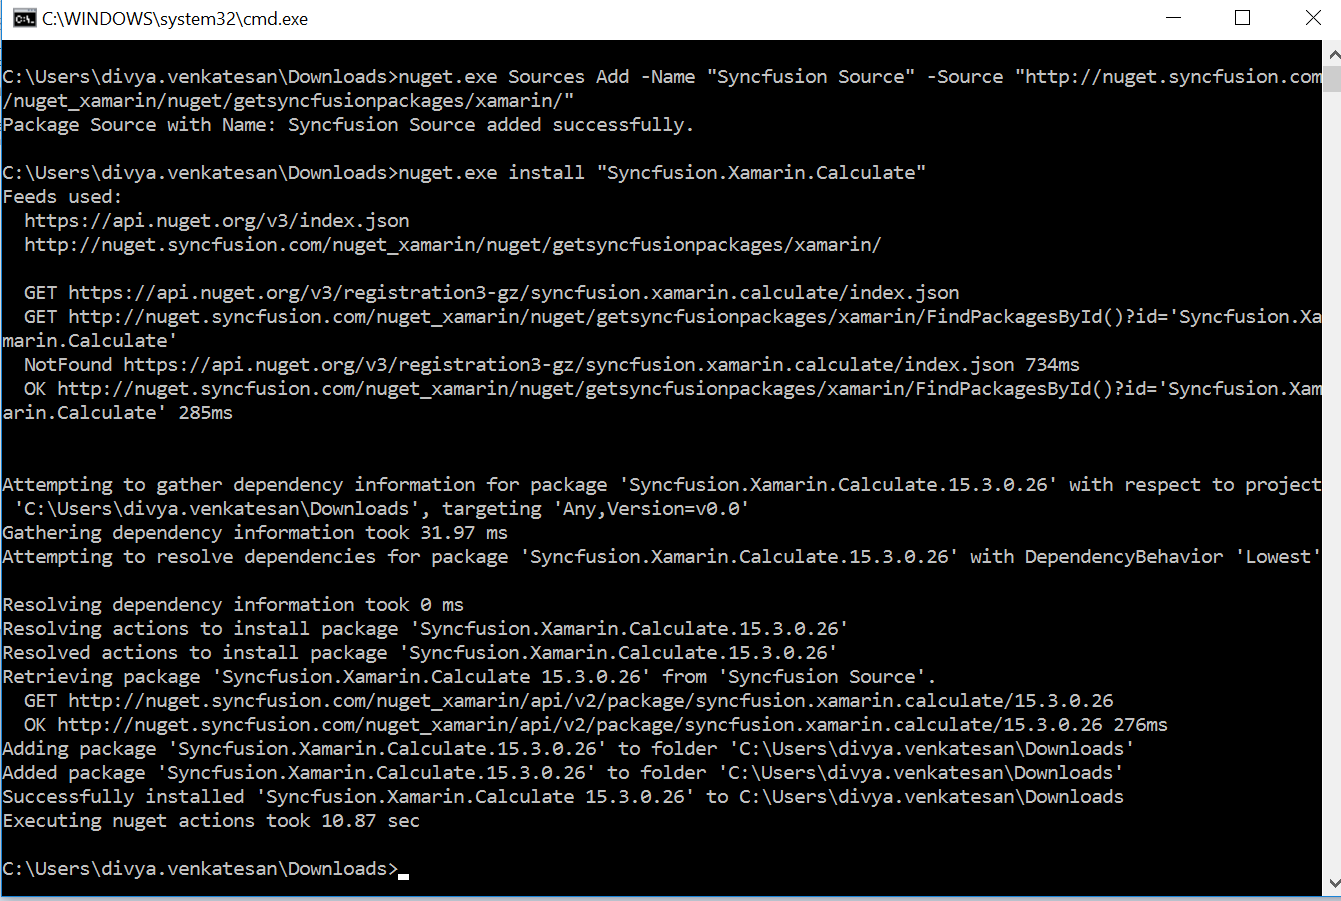 C:\WINDOWS\system32\cmd.exe
C:\Users\divya.venkatesan\Downloads>nuget.exe Sources Add -Name "Syncfusion Source" -Source "http://nuget.syncfusion.com
/nuget_xamarin/nuget/getsyncfusionpackages/xamarin/"
Package Source with Name: Syncfusion Source added successfully.
C:\Users\divya.venkatesan\Downloads>nuget.exe install "Syncfusion.Xamarin.Calculate"
Feeds used:
https://api.nuget.org/v3/index.json
http://nuget.syncfusion.com/nuget_xamarin/nuget/getsyncfusionpackages/xamarin/
GET https://api.nuget.org/v3/registration3-gz/syncfusion.xamarin.calculate/index.json
GET http://nuget.syncfusion.com/nuget_xamarin/nuget/getsyncfusionpackages/xamarin/FindPackagesById()?id='Syncfusion.Xa
marin.Calculate'
NotFound https://api.nuget.org/v3/registration3-gz/syncfusion.xamarin.calculate/index.json 734ms
OK http://nuget.syncfusion.com/nuget_xamarin/nuget/getsyncfusionpackages/xamarin/FindPackagesById()?id='Syncfusion.Xam
arin.Calculate' 285ms
Attempting to gather dependency information for package 'Syncfusion.Xamarin.Calculate.15.3.0.26' with respect to project
'C:\Users\divya.venkatesan\Downloads', targeting 'Any,Version=v0.0'
Gathering dependency information took 31.97 ms
Attempting to resolve dependencies for package 'Syncfusion.Xamarin.Calculate.15.3.0.26' with DependencyBehavior 'Lowest'
Resolving dependency information took 0 ms
Resolving actions to install package 'Syncfusion.Xamarin.Calculate.15.3.0.26'
Resolved actions to install package 'Syncfusion.Xamarin.Calculate.15.3.0.26'
Retrieving package 'Syncfusion.Xamarin.Calculate 15.3.0.26' from 'Syncfusion Source'.
GET http://nuget.syncfusion.com/nuget_xamarin/api/v2/package/syncfusion.xamarin.calculate/15.3.0.26
OK http://nuget.syncfusion.com/nuget_xamarin/api/v2/package/syncfusion.xamarin.calculate/15.3.0.26 276ms
Adding package 'Syncfusion.Xamarin.Calculate.15.3.0.26' to folder 'C:\Users\divya.venkatesan\Downloads'
Added package 'Syncfusion.Xamarin.Calculate.15.3.0.26' to folder 'C:\Users\divya.venkatesan\Downloads'
Successfully installed 'Syncfusion.Xamarin.Calculate 15.3.0.26' to C:\Users\divya.venkatesan\Downloads
Executing nuget actions took 10.87 sec
C:\Users\divya.venkatesan\Downloads>